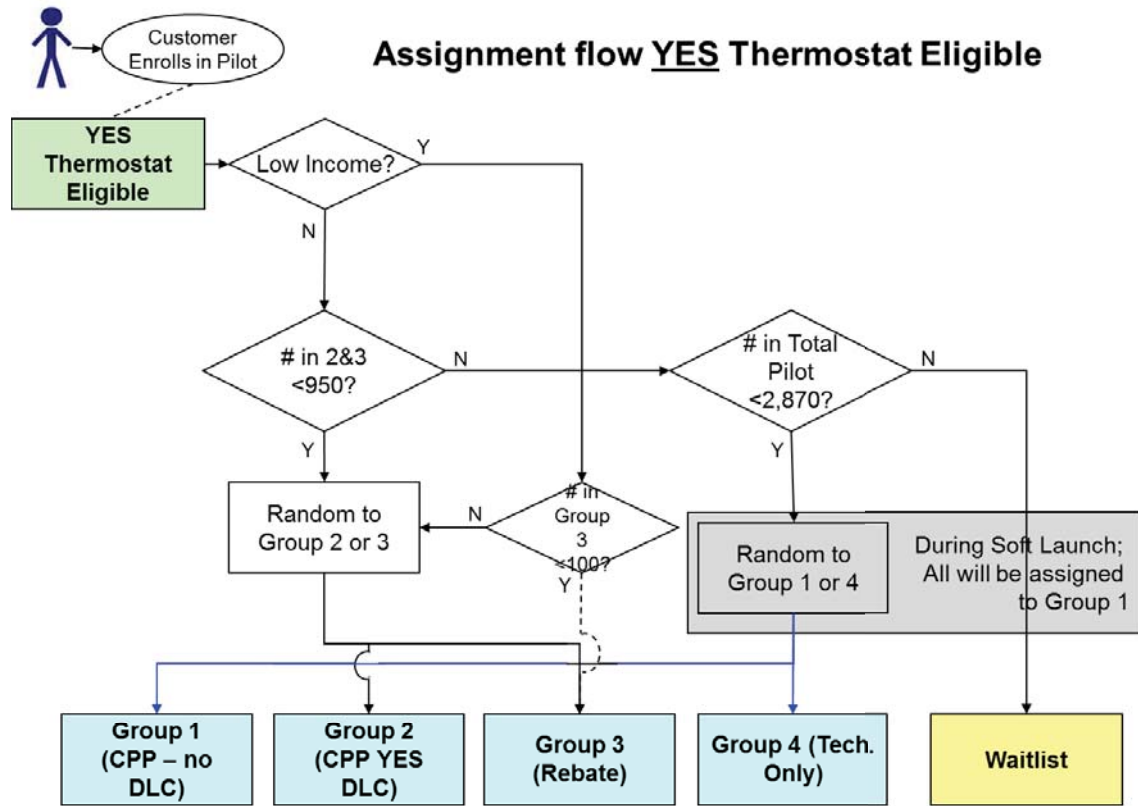 Customer
Enrolls in Pilot
Assignment flow YES Thermostat Eligible
YES
Thermostat
Eligible
Low Income?
Y
N
# in 2&3
<950?
N
# in Total
Pilot
<2,870?
N
Y
Y
Random to
Group 2 or 3
N
# in
Group
3
<100?
Y
Random to
Group 1 or 4
During Soft Launch;
All will be assigned
to Group 1
Group 1
(CPP – no
DLC)
Group 2
(CPP YES
DLC)
Group 3
(Rebate)
Group 4 (Tech.
Only)
Waitlist